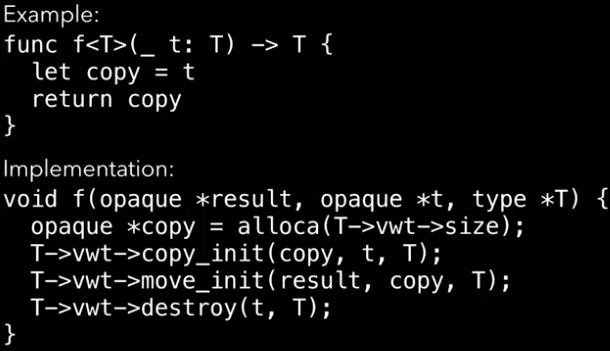 Example:
func f<T>(_ t: T) -> T {
  let copy = t
  return copy
}
Implementation:
void f(opaque *result, opaque *t, type *T) {
  opaque *copy = alloca(T->vwt->size);
  T->vwt->copy_init(copy, t, T);
  T->vwt->move_init(result, copy, T);
  T->vwt->destroy(t, T);
}